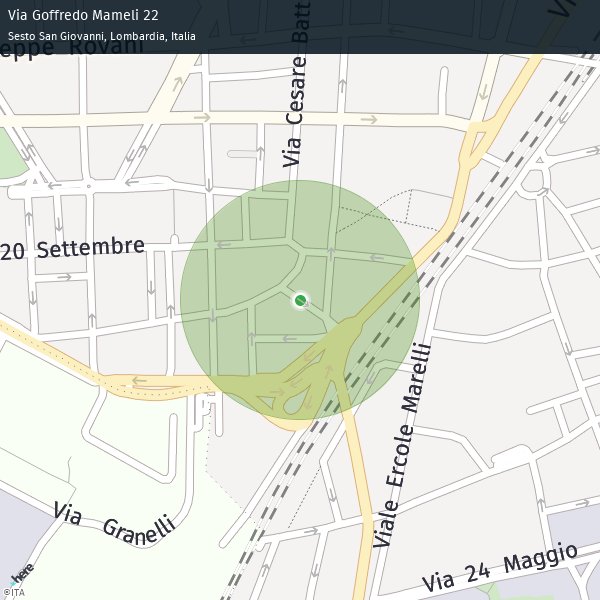 Via Goffredo Mameli 22
Sesto San Giovanni, Lombardia, Italia
eppe Rovani
Via Cesare Batt
Vi
20 Settembre
Viale Ercole Marelli
Via Granelli
Via 24 Maggio
here
©ITA